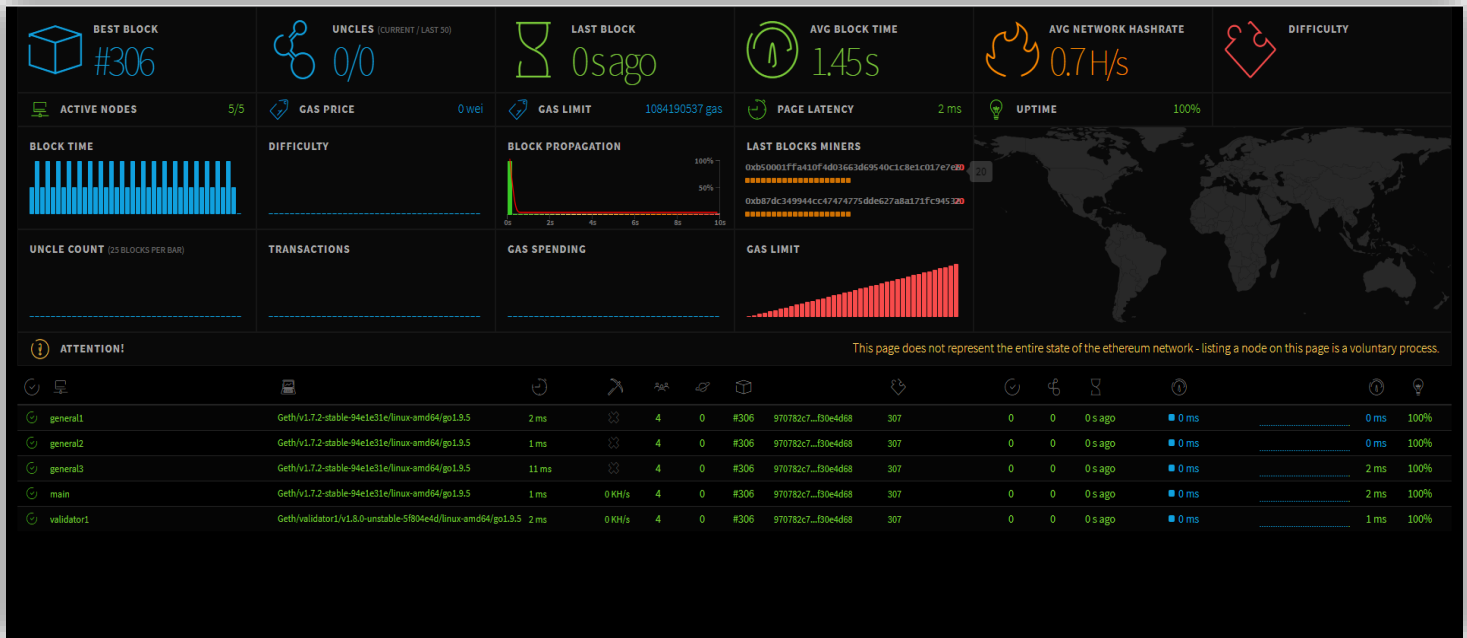 BEST BLOCK
#306
UNCLES (CURRENT / LAST 50)
0/0
LAST BLOCK
0 s ago
AVG BLOCK TIME
1.45 s
AVG NETWORK HASHRATE
0.7 H/s
DIFFICULTY
ACTIVE NODES 5/5
GAS PRICE 0 wei
GAS LIMIT 1084190537 gas
PAGE LATENCY 2 ms
UPTIME 100%
BLOCK TIME
DIFFICULTY
BLOCK PROPAGATION
100%
50%
0s 2s 4s 6s 8s 10s
LAST BLOCKS MINERS
20
20
20
UNCLE COUNT (25 BLOCKS PER BAR)
TRANSACTIONS
GAS SPENDING
GAS LIMIT
ATTENTION!
This page does not represent the entire state of the ethereum network - listing a node on this page is a voluntary process.
general1 Geth/v1.7.2-stable-94e1e31e/linux-amd64/go1.9.5 2 ms 4 0 #306 970782c7...f30e4d68 307 0 0 0 s ago 0 ms 0 ms 100%
general2 Geth/v1.7.2-stable-94e1e31e/linux-amd64/go1.9.5 1 ms 4 0 #306 970782c7...f30e4d68 307 0 0 0 s ago 0 ms 0 ms 100%
general3 Geth/v1.7.2-stable-94e1e31e/linux-amd64/go1.9.5 11 ms 4 0 #306 970782c7...f30e4d68 307 0 0 0 s ago 0 ms 2 ms 100%
main Geth/v1.7.2-stable-94e1e31e/linux-amd64/go1.9.5 1 ms 0 KH/s 4 0 #306 970782c7...f30e4d68 307 0 0 0 s ago 0 ms 2 ms 100%
validator1 Geth/validator1/v1.8.0-unstable-5f804e4d/linux-amd64/go1.9.5 2 ms 0 KH/s 4 0 #306 970782c7...f30e4d68 307 0 0 0 s ago 0 ms 1 ms 100%